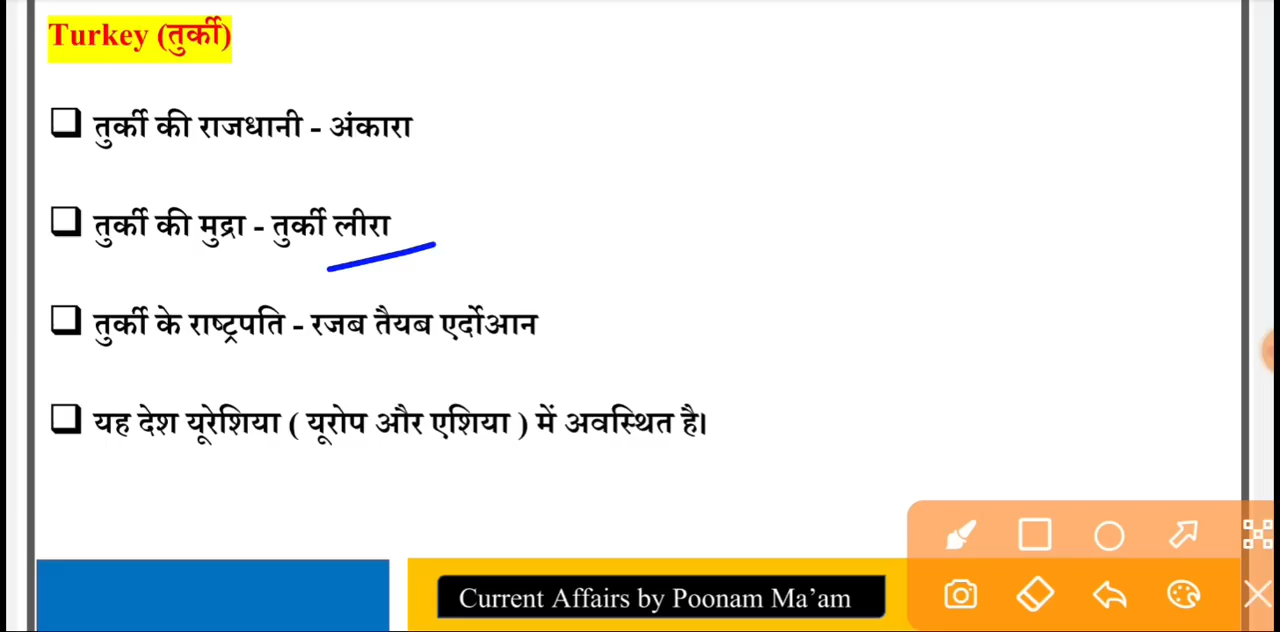 Turkey (तुर्की)
तुर्की की राजधानी - अंकारा
तुर्की की मुद्रा - तुर्की लीरा
तुर्की के राष्ट्रपति - रजब तैयब एर्दोआन
यह देश यूरेशिया ( यूरोप और एशिया ) में अवस्थित है।
Current Affairs by Poonam Ma’am